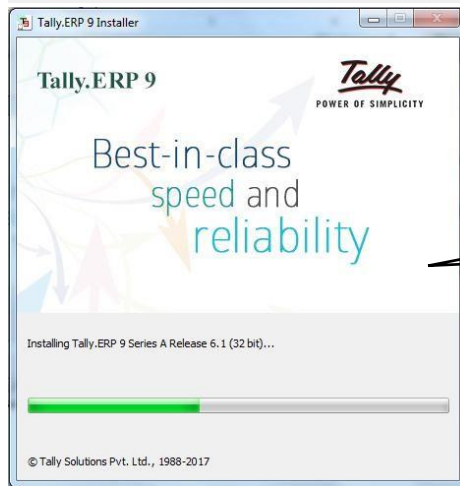 Tally.ERP 9 Installer
Tally.ERP 9
Tally
POWER OF SIMPLICITY
Best-in-class
speed and
reliability
Installing Tally.ERP 9 Series A Release 6.1 (32 bit)...
© Tally Solutions Pvt. Ltd., 1988-2017